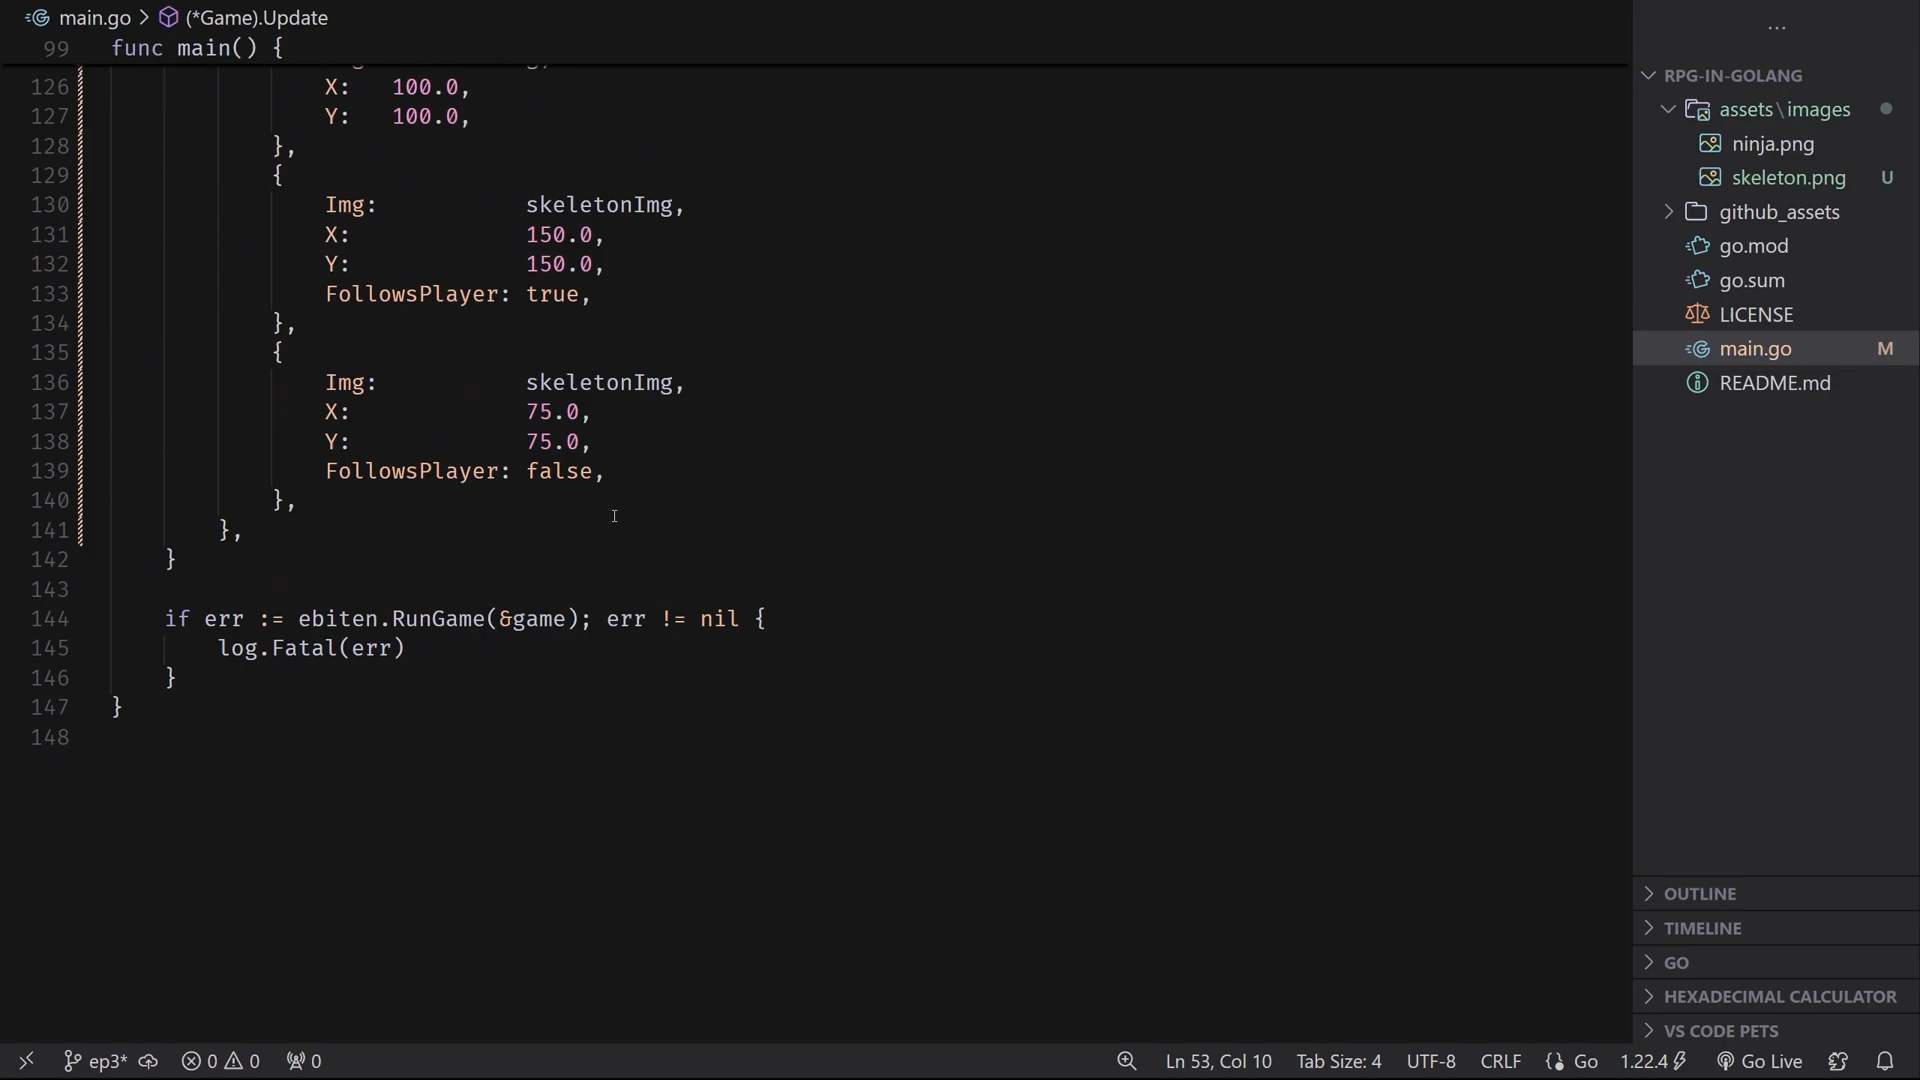 main.go > (*Game).Update
99 func main() {
126 X: 100.0,
127 Y: 100.0,
128 },
129 {
130 Img: skeletonImg,
131 X: 150.0,
132 Y: 150.0,
133 FollowsPlayer: true,
134 },
135 {
136 Img: skeletonImg,
137 X: 75.0,
138 Y: 75.0,
139 FollowsPlayer: false,
140 },
141 },
142 }
143
144 if err := ebiten.RunGame(&game); err != nil {
145 log.Fatal(err)
146 }
147 }
148
...
RPG-IN-GOLANG
assets\images
ninja.png
skeleton.png U
github_assets
go.mod
go.sum
LICENSE
main.go M
README.md
OUTLINE
TIMELINE
GO
HEXADECIMAL CALCULATOR
VS CODE PETS
ep3* 0 0 0 Ln 53, Col 10 Tab Size: 4 UTF-8 CRLF Go 1.22.4 Go Live